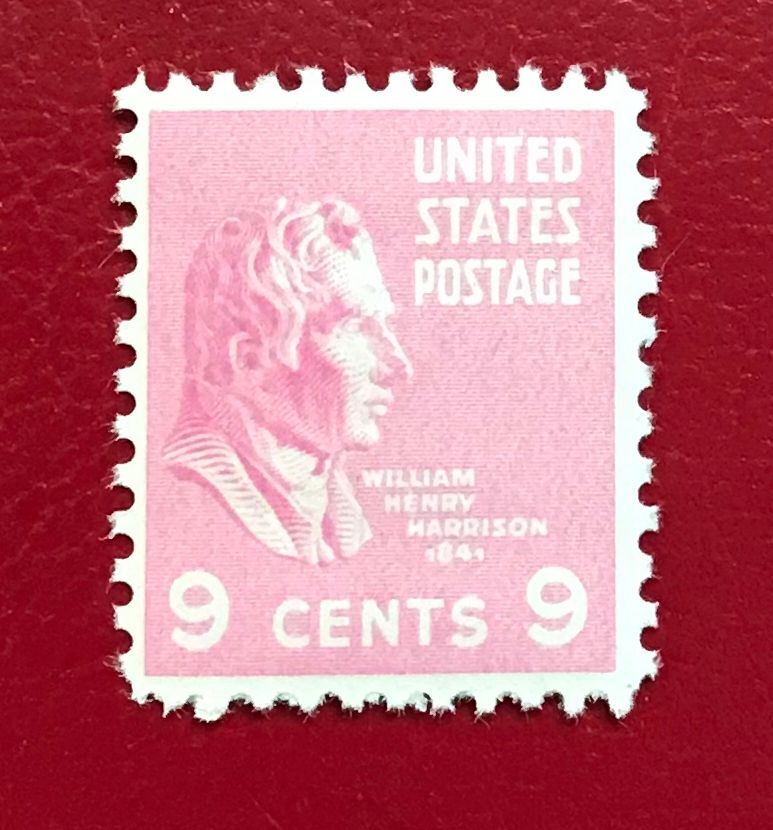 UNITED
STATES
POSTAGE
WILLIAM
HENRY
HARRISON
1841
9 CENTS 9